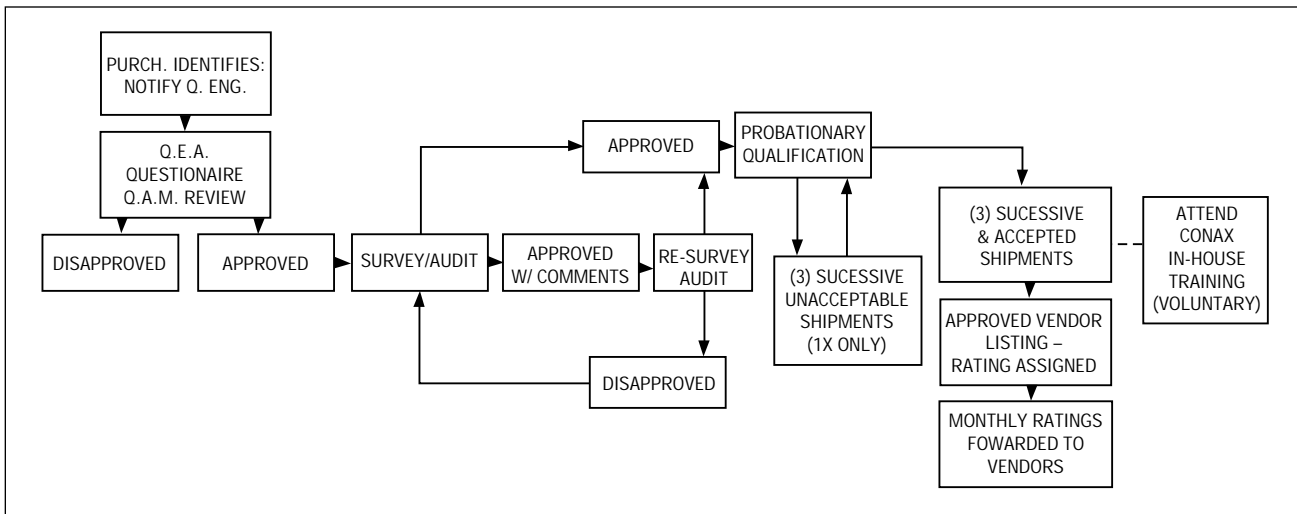 PURCH. IDENTIFIES:
NOTIFY Q. ENG.
Q.E.A.
QUESTIONAIRE
Q.A.M. REVIEW
DISAPPROVED
APPROVED
SURVEY/AUDIT
APPROVED
W/ COMMENTS
RE-SURVEY
AUDIT
APPROVED
DISAPPROVED
PROBATIONARY
QUALIFICATION
(3) SUCESSIVE
UNACCEPTABLE
SHIPMENTS
(1X ONLY)
(3) SUCESSIVE
& ACCEPTED
SHIPMENTS
ATTEND
CONAX
IN-HOUSE
TRAINING
(VOLUNTARY)
APPROVED VENDOR
LISTING –
RATING ASSIGNED
MONTHLY RATINGS
FOWARDED TO
VENDORS